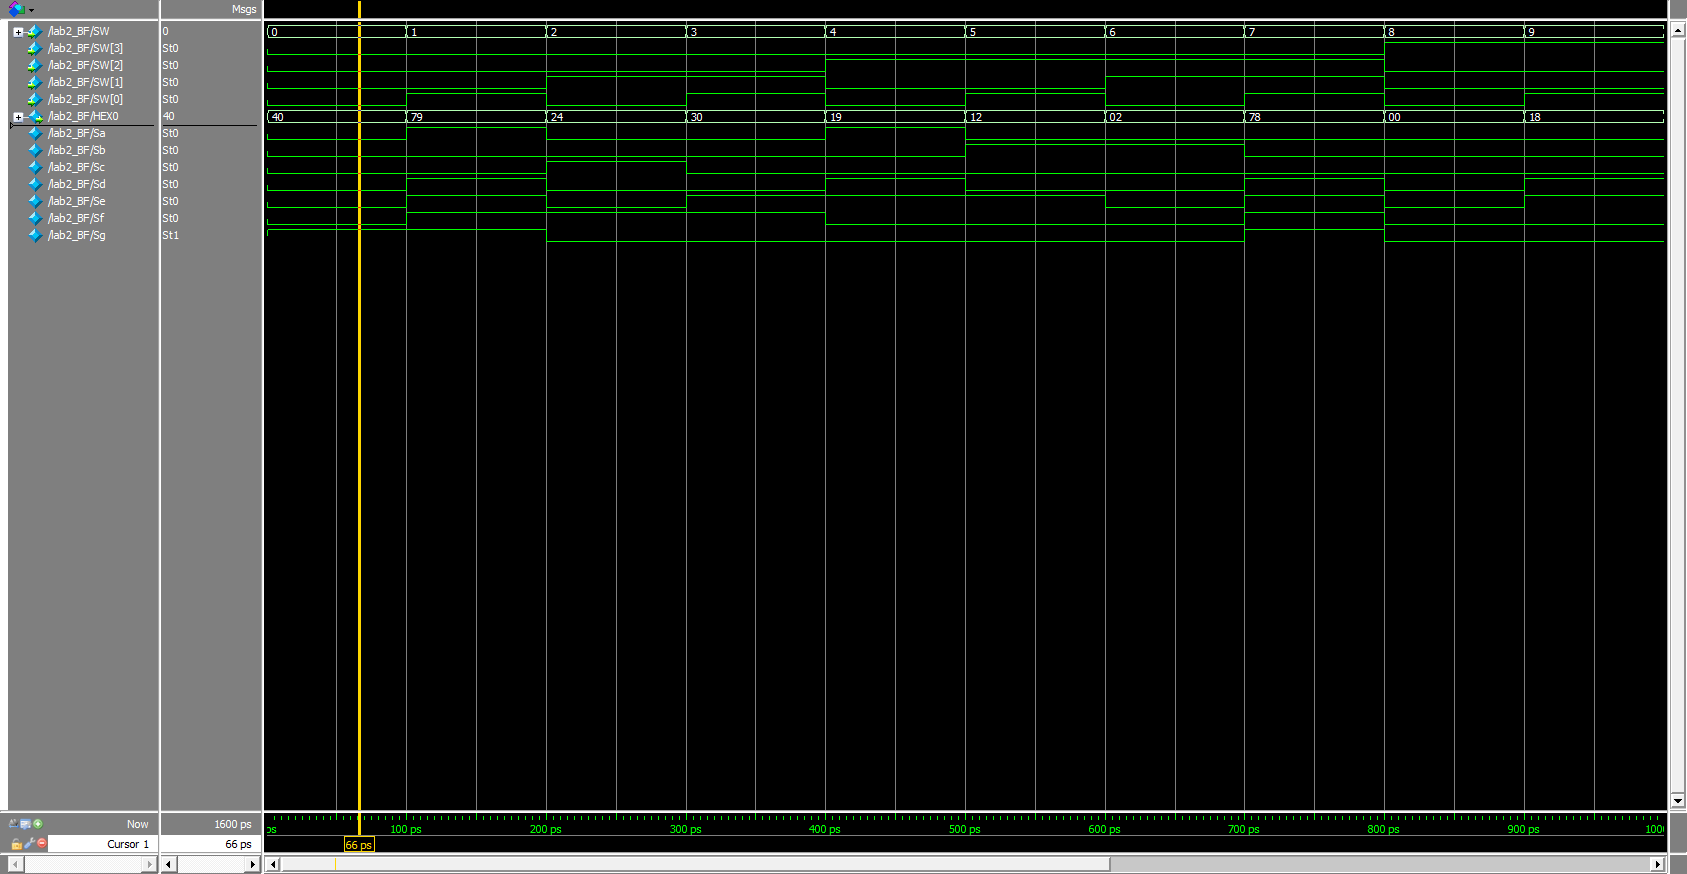 Msgs
/lab2_BF/SW 0 0 1 2 3 4 5 6 7 8 9
/lab2_BF/SW[3] St0
/lab2_BF/SW[2] St0
/lab2_BF/SW[1] St0
/lab2_BF/SW[0] St0
/lab2_BF/HEX0 40 40 79 24 30 19 12 02 78 00 18
/lab2_BF/Sa St0
/lab2_BF/Sb St0
/lab2_BF/Sc St0
/lab2_BF/Sd St0
/lab2_BF/Se St0
/lab2_BF/Sf St0
/lab2_BF/Sg St1
Now 1600 ps ps 100 ps 200 ps 300 ps 400 ps 500 ps 600 ps 700 ps 800 ps 900 ps 1000
Cursor 1 66 ps 66 ps